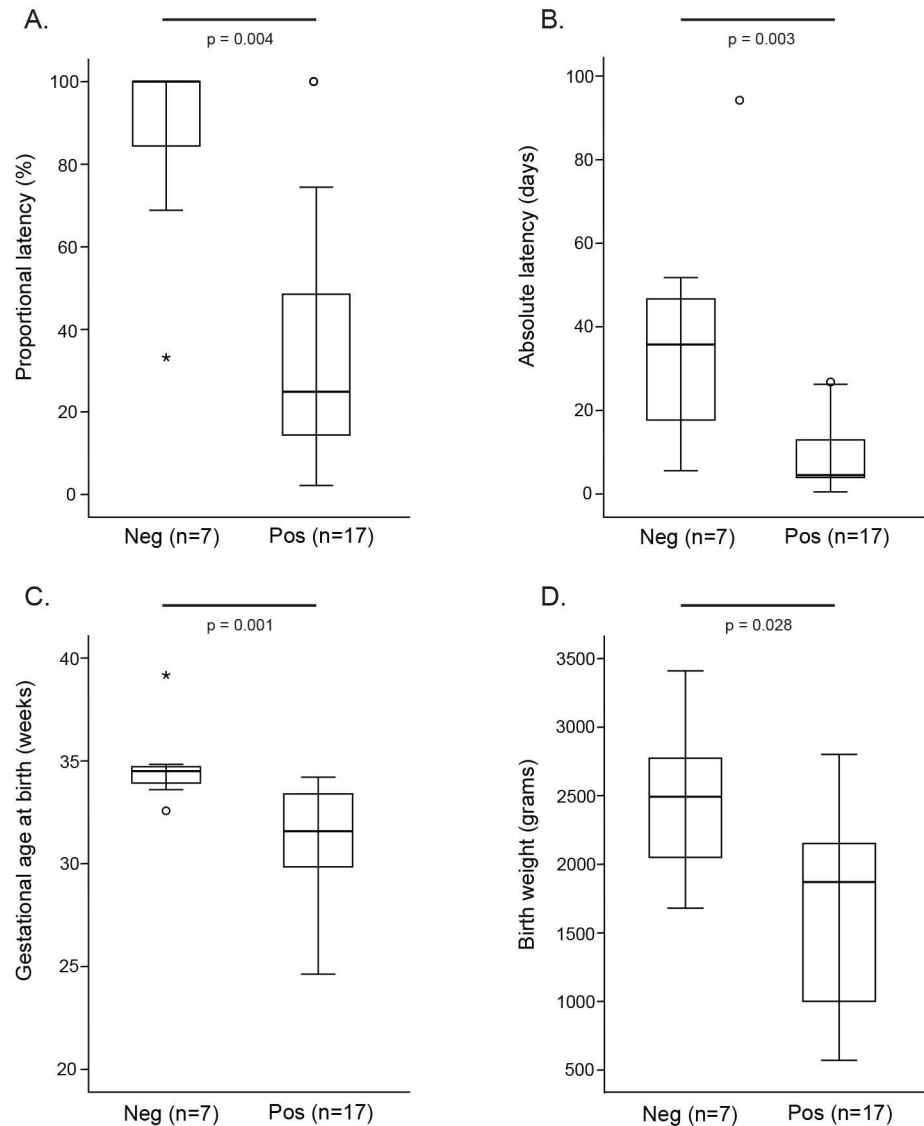 A.
p = 0.004
Proportional latency (%)
100
80
60
40
20
0
Neg (n=7) Pos (n=17)
B.
p = 0.003
Absolute latency (days)
100
80
60
40
20
0
Neg (n=7) Pos (n=17)
C.
p = 0.001
Gestational age at birth (weeks)
40
35
30
25
20
Neg (n=7) Pos (n=17)
D.
p = 0.028
Birth weight (grams)
3500
3000
2500
2000
1500
1000
500
Neg (n=7) Pos (n=17)